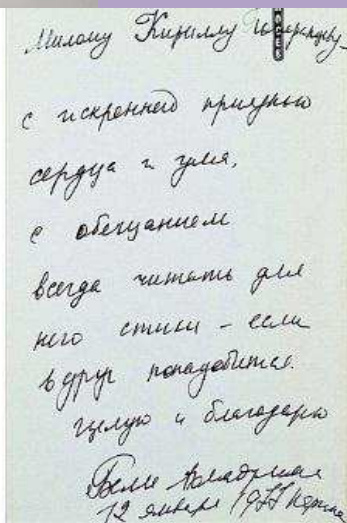 Милому Кириллу
с искренней приязнью
сердца и ума,
с обещанием
всегда читать для
него стихи – если
вдруг понадобится.
Целую и благодарю
Белла Ахмадулина
12 января 1977